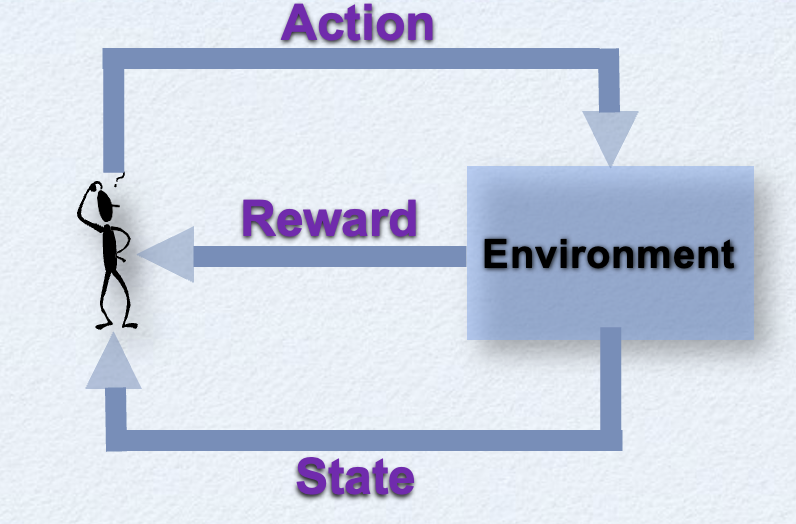 Action
Reward
Environment
State